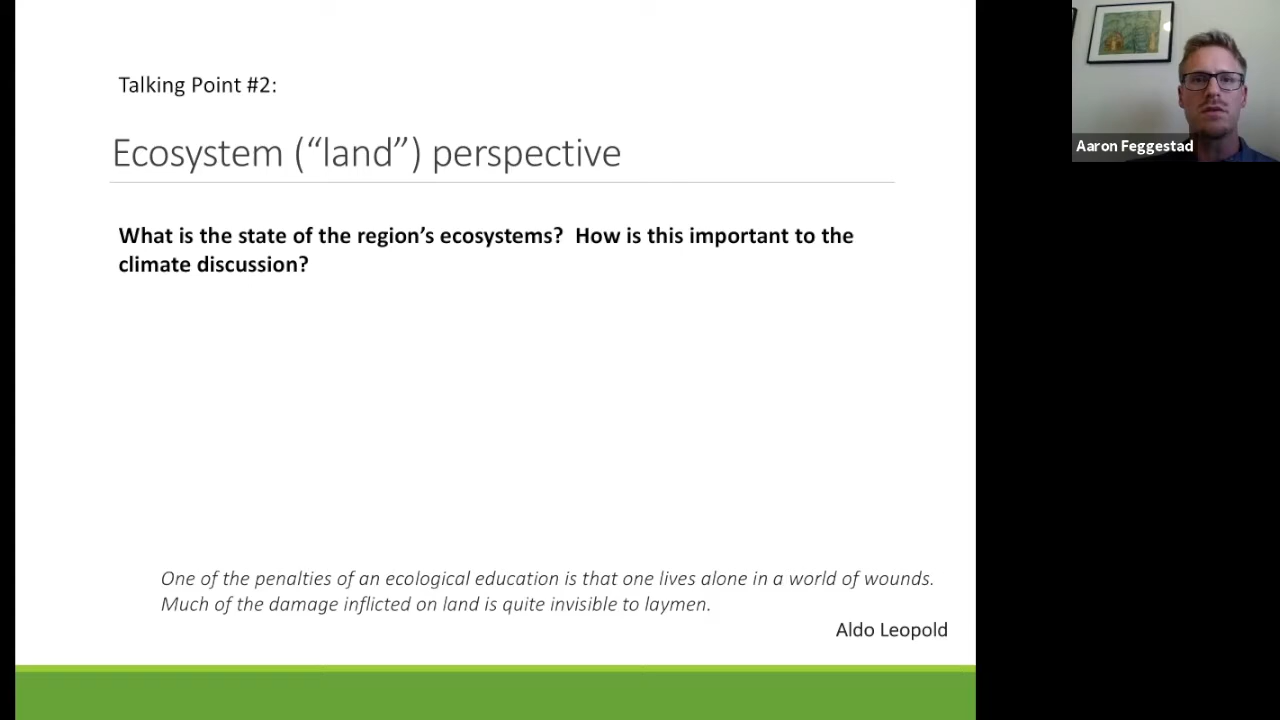 Talking Point #2:
Ecosystem (“land”) perspective
What is the state of the region’s ecosystems?  How is this important to the
climate discussion?
One of the penalties of an ecological education is that one lives alone in a world of wounds.
Much of the damage inflicted on land is quite invisible to laymen.
Aldo Leopold
Aaron Feggestad